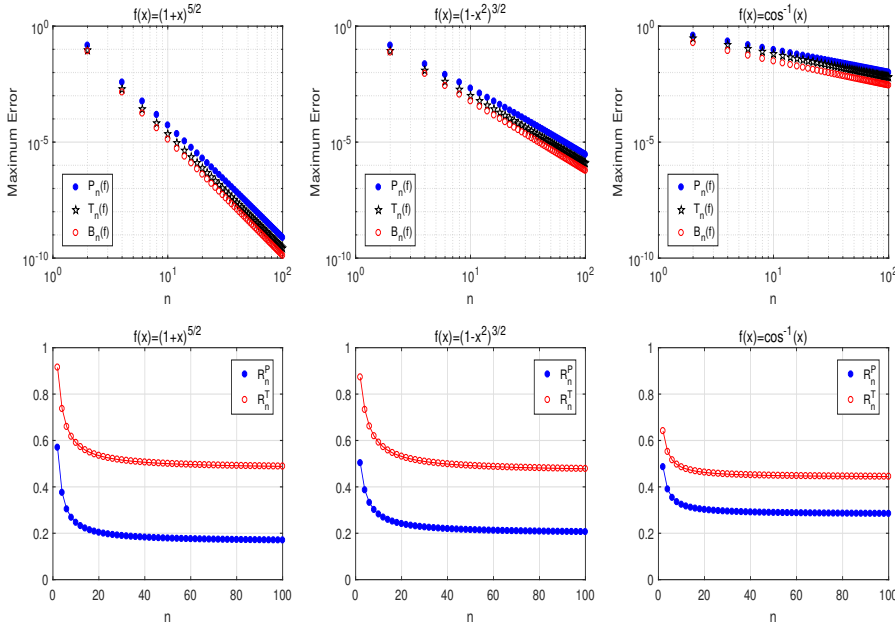 f(x)=(1+x)^{5/2}
Maximum Error
10^0
10^{-5}
10^{-10}
P_n(f)
T_n(f)
B_n(f)
10^0 10^1 10^2
n
f(x)=(1-x^2)^{3/2}
Maximum Error
10^0
10^{-5}
10^{-10}
P_n(f)
T_n(f)
B_n(f)
10^0 10^1 10^2
n
f(x)=cos^{-1}(x)
Maximum Error
10^0
10^{-5}
10^{-10}
P_n(f)
T_n(f)
B_n(f)
10^0 10^1 10^2
n
f(x)=(1+x)^{5/2}
1
0.8
0.6
0.4
0.2
0
R_n^P
R_n^T
0 20 40 60 80 100
n
f(x)=(1-x^2)^{3/2}
1
0.8
0.6
0.4
0.2
0
R_n^P
R_n^T
0 20 40 60 80 100
n
f(x)=cos^{-1}(x)
1
0.8
0.6
0.4
0.2
0
R_n^P
R_n^T
0 20 40 60 80 100
n